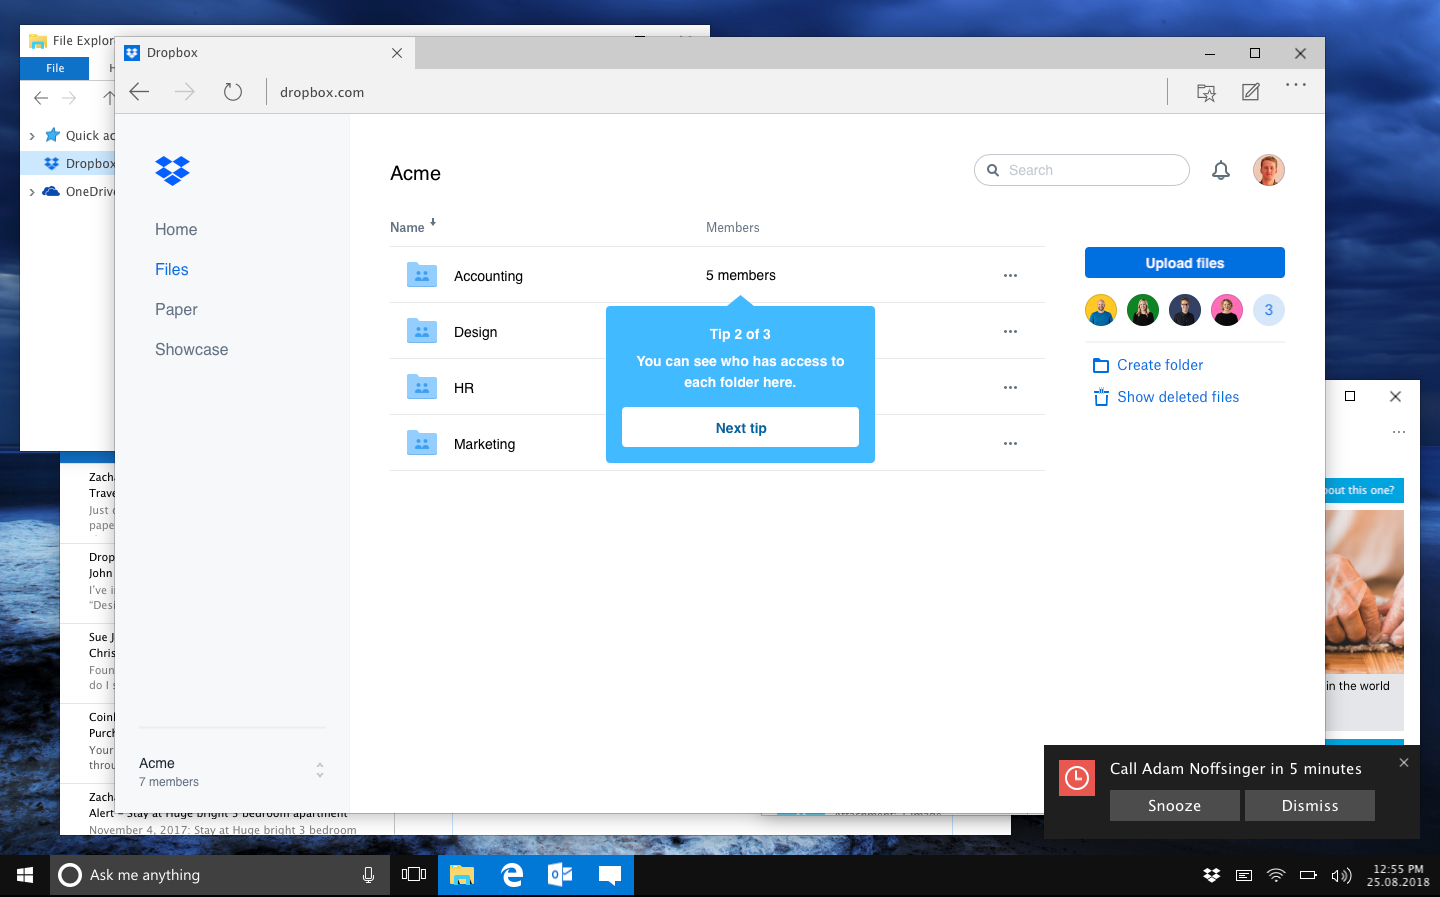 File Explor
File
Quick ac
Dropbox
OneDrive
Dropbox
dropbox.com
Home
Files
Paper
Showcase
Acme
7 members
Acme
Search
Name
Members
Accounting
5 members
Design
HR
Marketing
Tip 2 of 3
You can see who has access to
each folder here.
Next tip
Upload files
3
Create folder
Show deleted files
Zach
Trave
Just
pape
Drop
John
I've i
"Desi
Sue J
Chris
Foun
do I s
Coin
Purch
Your
throu
Zach
Alert – Stay at Huge bright 3 bedroom apartment
November 4, 2017: Stay at Huge bright 3 bedroom
Attachment: 1 image
bout this one?
in the world
Call Adam Noffsinger in 5 minutes
Snooze
Dismiss
Ask me anything
12:55 PM
25.08.2018